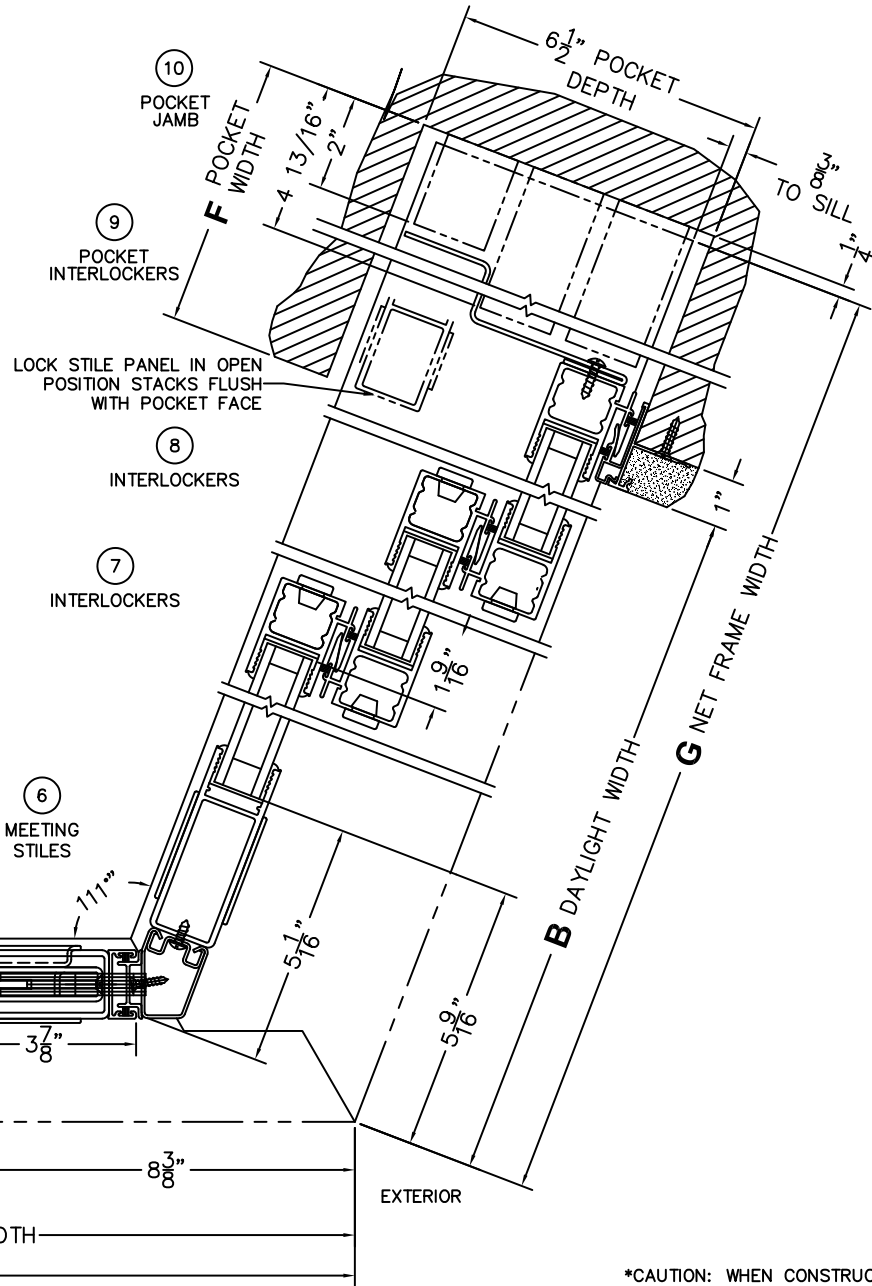 10
POCKET
JAMB
6 1/2" POCKET
DEPTH
3/8"
TO SILL
1/4"
F POCKET
WIDTH
4 13/16"
2"
9
POCKET
INTERLOCKERS
LOCK STILE PANEL IN OPEN
POSITION STACKS FLUSH
WITH POCKET FACE
8
INTERLOCKERS
1"
7
INTERLOCKERS
1 9/16"
G NET FRAME WIDTH
B DAYLIGHT WIDTH
6
MEETING
STILES
111°"
5 1/16"
5 9/16"
3 7/8"
8 3/8"
EXTERIOR
DTH
*CAUTION: WHEN CONSTRUC